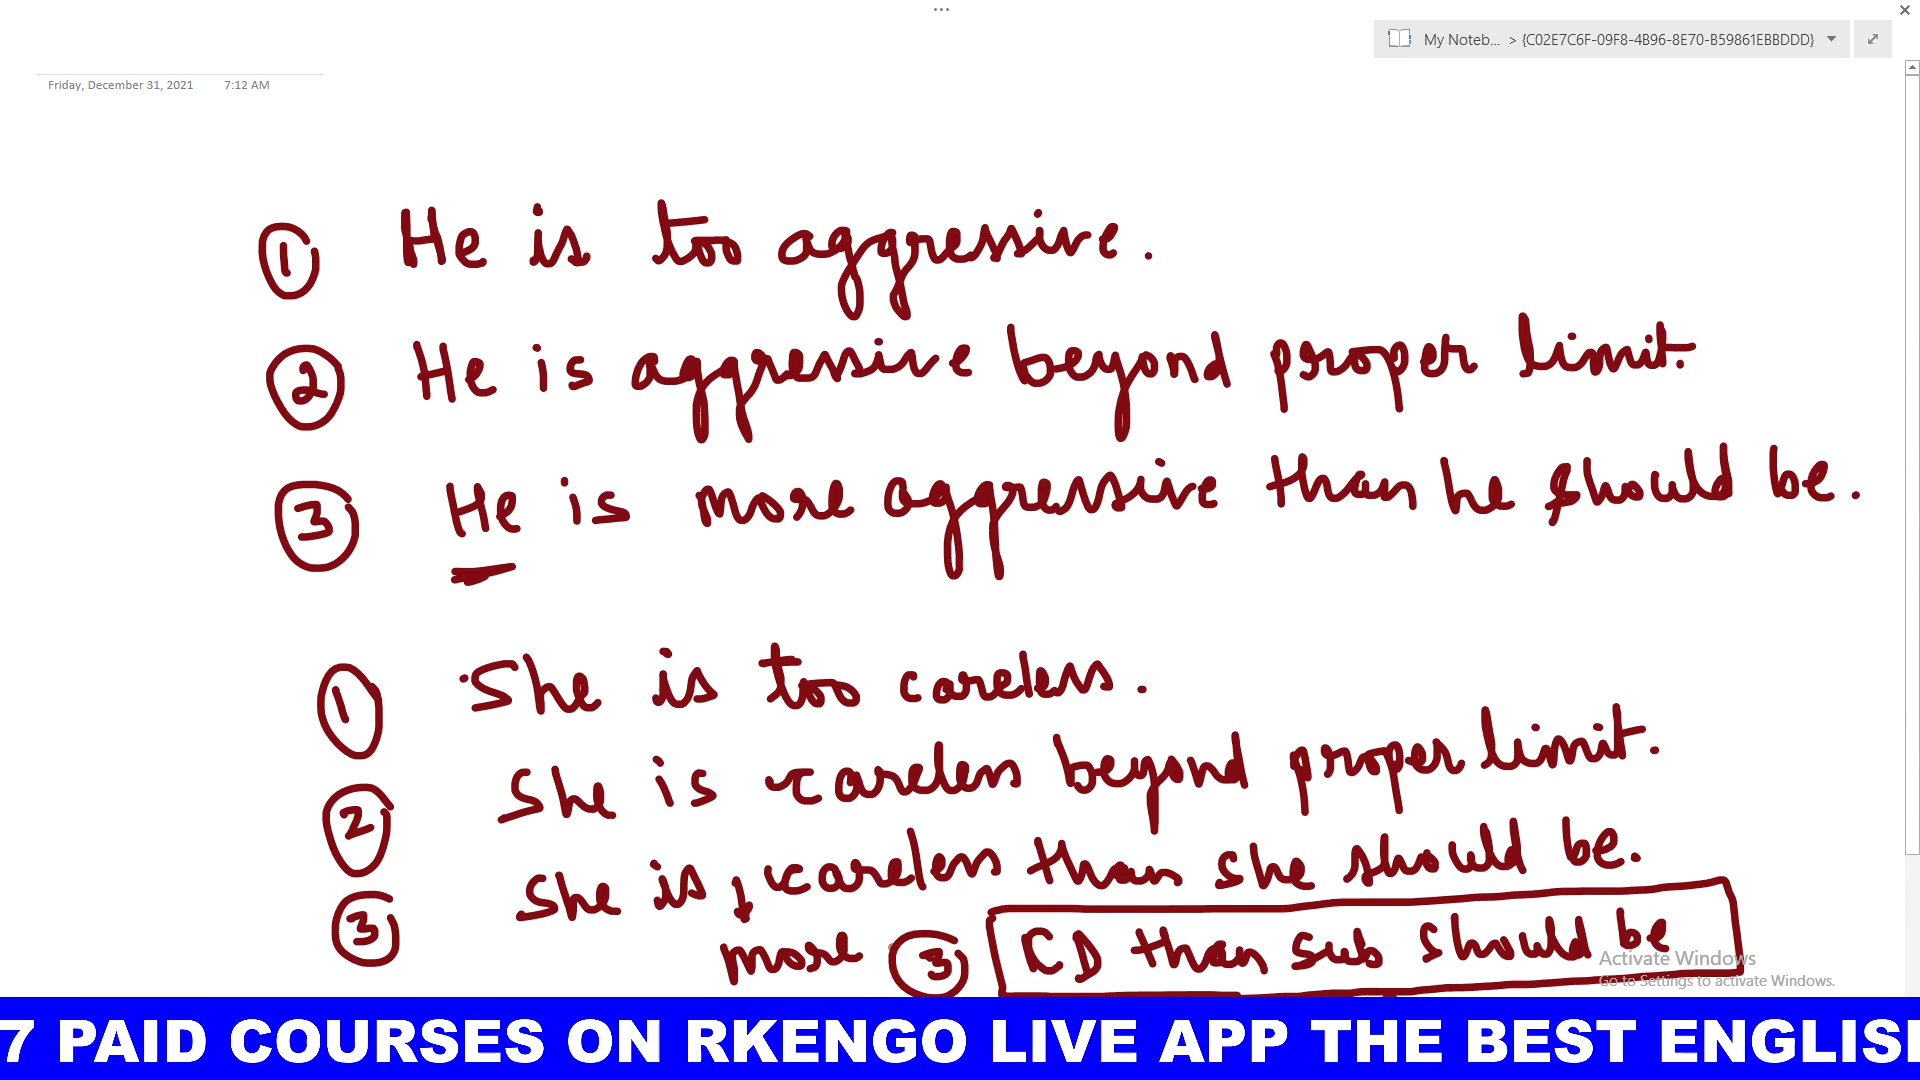 My Noteb... > {C02E7C6F-09F8-4B96-8E70-B59861EBBDDD}
Friday, December 31, 2021 7:12 AM
1 He is too aggressive.
2 He is aggressive beyond proper limit.
3 He is more aggressive than he should be.
1 She is too careless.
2 She is careless beyond proper limit.
3 She is careless than she should be.
more 3 CD than Sub should be
Activate Windows
Go to Settings to activate Windows.
7 PAID COURSES ON RKENGO LIVE APP THE BEST ENGLIS